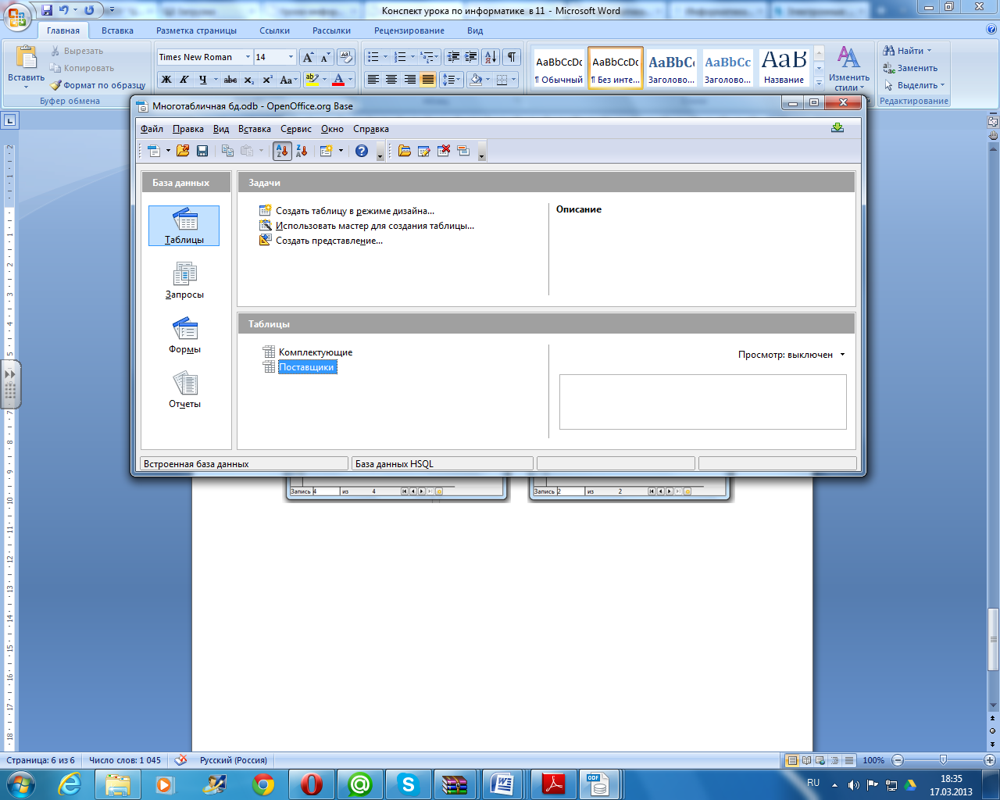 Конспект урока по информатике в 11 - Microsoft Word
Главная Вставка Разметка страницы Ссылки Рассылки Рецензирование Вид
Вставить
Вырезать
Копировать
Формат по образцу
Буфер обмена
Times New Roman 14
Ж К Ч abc x₂ x² Aa
AaBbCcDc AaBbCcDc AaBbC AaBbCc AaB
¶ Обычный ¶ Без инте... Заголово... Заголово... Название
Изменить стили
Найти
Заменить
Выделить
Редактирование
Многотабличная бд.odb - OpenOffice.org Base
Файл Правка Вид Вставка Сервис Окно Справка
База данных
Таблицы
Запросы
Формы
Отчеты
Задачи
Создать таблицу в режиме дизайна...
Использовать мастер для создания таблицы...
Создать представление...
Описание
Таблицы
Комплектующие
Поставщики
Просмотр: выключен
Встроенная база данных База данных HSQL
Запись 4 из 4 Запись 2 из 2
Страница: 6 из 6 Число слов: 1 045 Русский (Россия) 100%
RU 18:35
17.03.2013